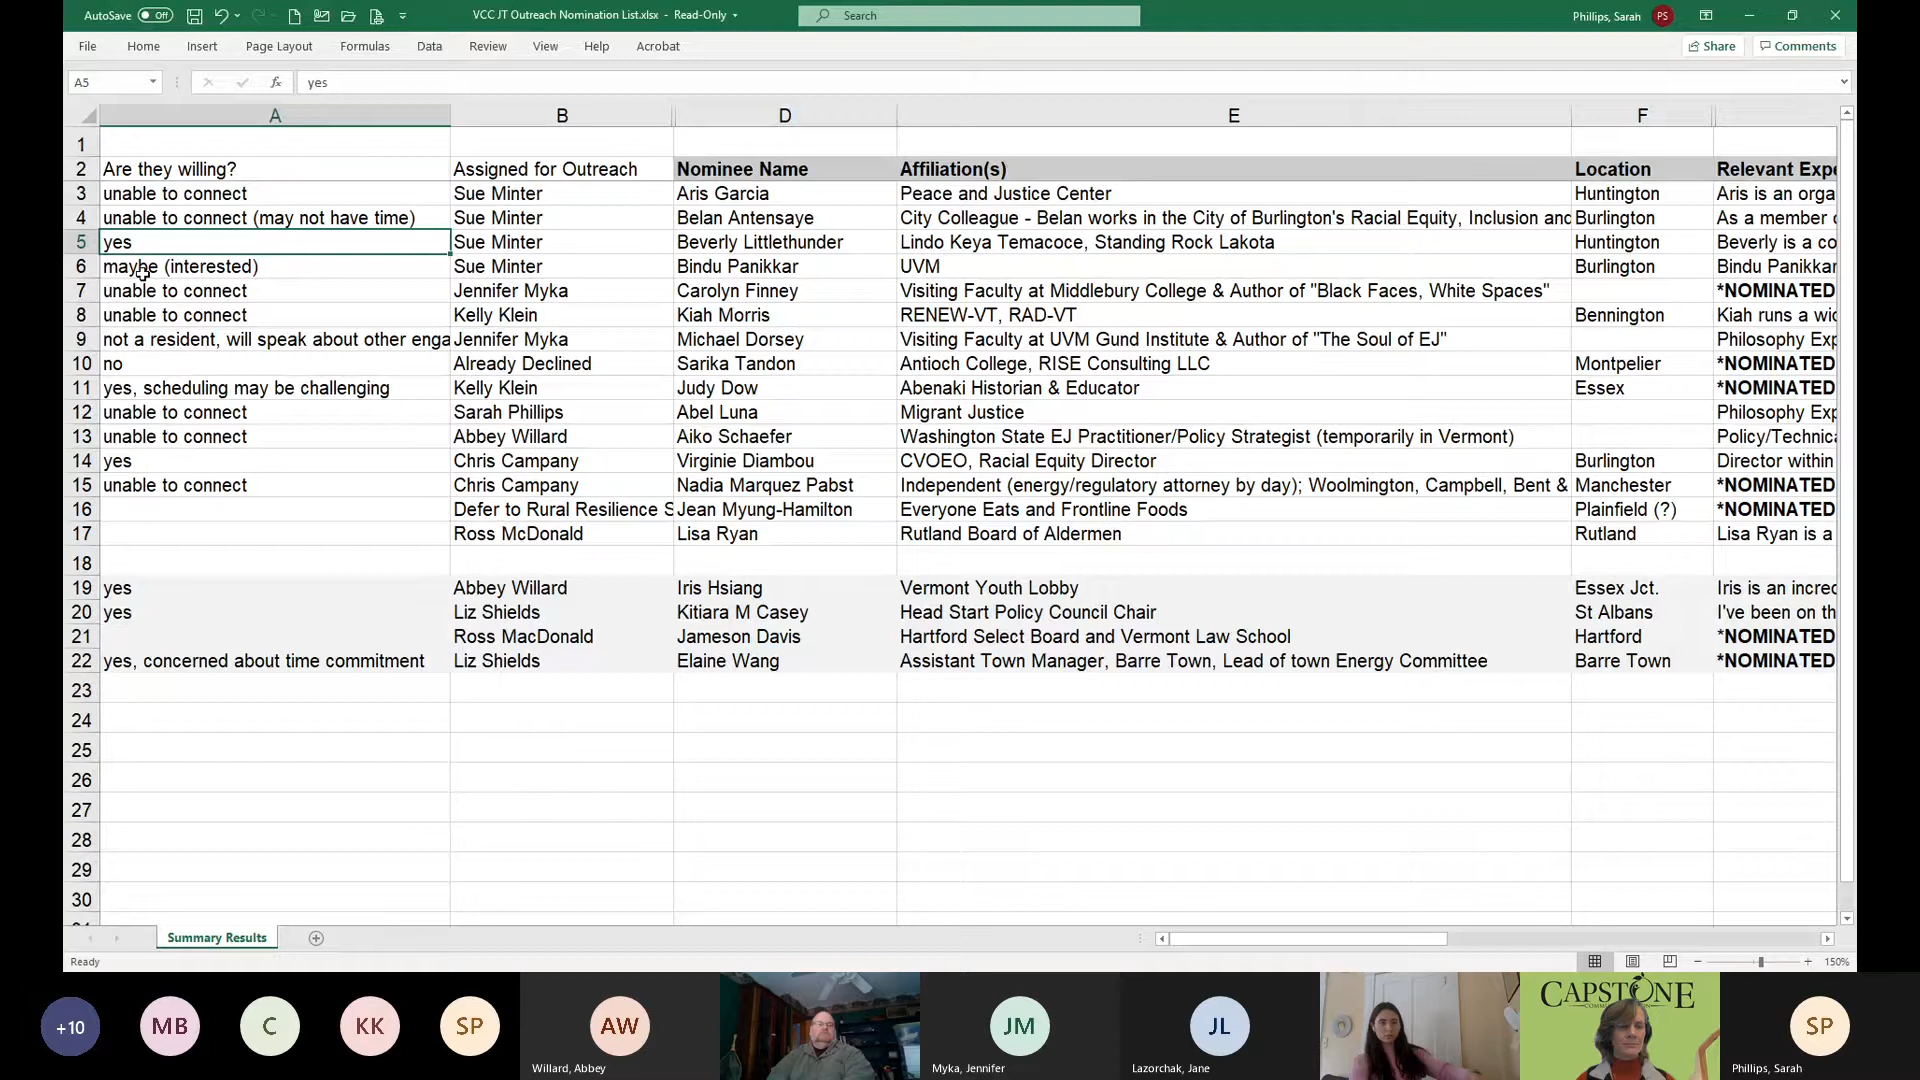 AutoSave Off VCC JT Outreach Nomination List.xlsx - Read-Only Search Phillips, Sarah PS
File Home Insert Page Layout Formulas Data Review View Help Acrobat Share Comments
A5 fx yes
A B D E F
1
2 Are they willing? Assigned for Outreach Nominee Name Affiliation(s) Location Relevant Expe
3 unable to connect Sue Minter Aris Garcia Peace and Justice Center Huntington Aris is an orga
4 unable to connect (may not have time) Sue Minter Belan Antensaye City Colleague - Belan works in the City of Burlington's Racial Equity, Inclusion and Burlington As a member o
5 yes Sue Minter Beverly Littlethunder Lindo Keya Temacoce, Standing Rock Lakota Huntington Beverly is a co
6 maybe (interested) Sue Minter Bindu Panikkar UVM Burlington Bindu Panikkar
7 unable to connect Jennifer Myka Carolyn Finney Visiting Faculty at Middlebury College & Author of "Black Faces, White Spaces" *NOMINATED
8 unable to connect Kelly Klein Kiah Morris RENEW-VT, RAD-VT Bennington Kiah runs a wid
9 not a resident, will speak about other enga Jennifer Myka Michael Dorsey Visiting Faculty at UVM Gund Institute & Author of "The Soul of EJ" Philosophy Exp
10 no Already Declined Sarika Tandon Antioch College, RISE Consulting LLC Montpelier *NOMINATED
11 yes, scheduling may be challenging Kelly Klein Judy Dow Abenaki Historian & Educator Essex *NOMINATED
12 unable to connect Sarah Phillips Abel Luna Migrant Justice Philosophy Exp
13 unable to connect Abbey Willard Aiko Schaefer Washington State EJ Practitioner/Policy Strategist (temporarily in Vermont) Policy/Technica
14 yes Chris Campany Virginie Diambou CVOEO, Racial Equity Director Burlington Director within
15 unable to connect Chris Campany Nadia Marquez Pabst Independent (energy/regulatory attorney by day); Woolmington, Campbell, Bent & Manchester *NOMINATED
16 Defer to Rural Resilience S Jean Myung-Hamilton Everyone Eats and Frontline Foods Plainfield (?) *NOMINATED
17 Ross McDonald Lisa Ryan Rutland Board of Aldermen Rutland Lisa Ryan is a
18
19 yes Abbey Willard Iris Hsiang Vermont Youth Lobby Essex Jct. Iris is an incred
20 yes Liz Shields Kitiara M Casey Head Start Policy Council Chair St Albans I've been on th
21 Ross MacDonald Jameson Davis Hartford Select Board and Vermont Law School Hartford *NOMINATED
22 yes, concerned about time commitment Liz Shields Elaine Wang Assistant Town Manager, Barre Town, Lead of town Energy Committee Barre Town *NOMINATED
23
24
25
26
27
28
29
30
Summary Results
Ready 150%
+10 MB C KK SP AW JM JL CAPSTONE SP
Willard, Abbey Myka, Jennifer Lazorchak, Jane Phillips, Sarah